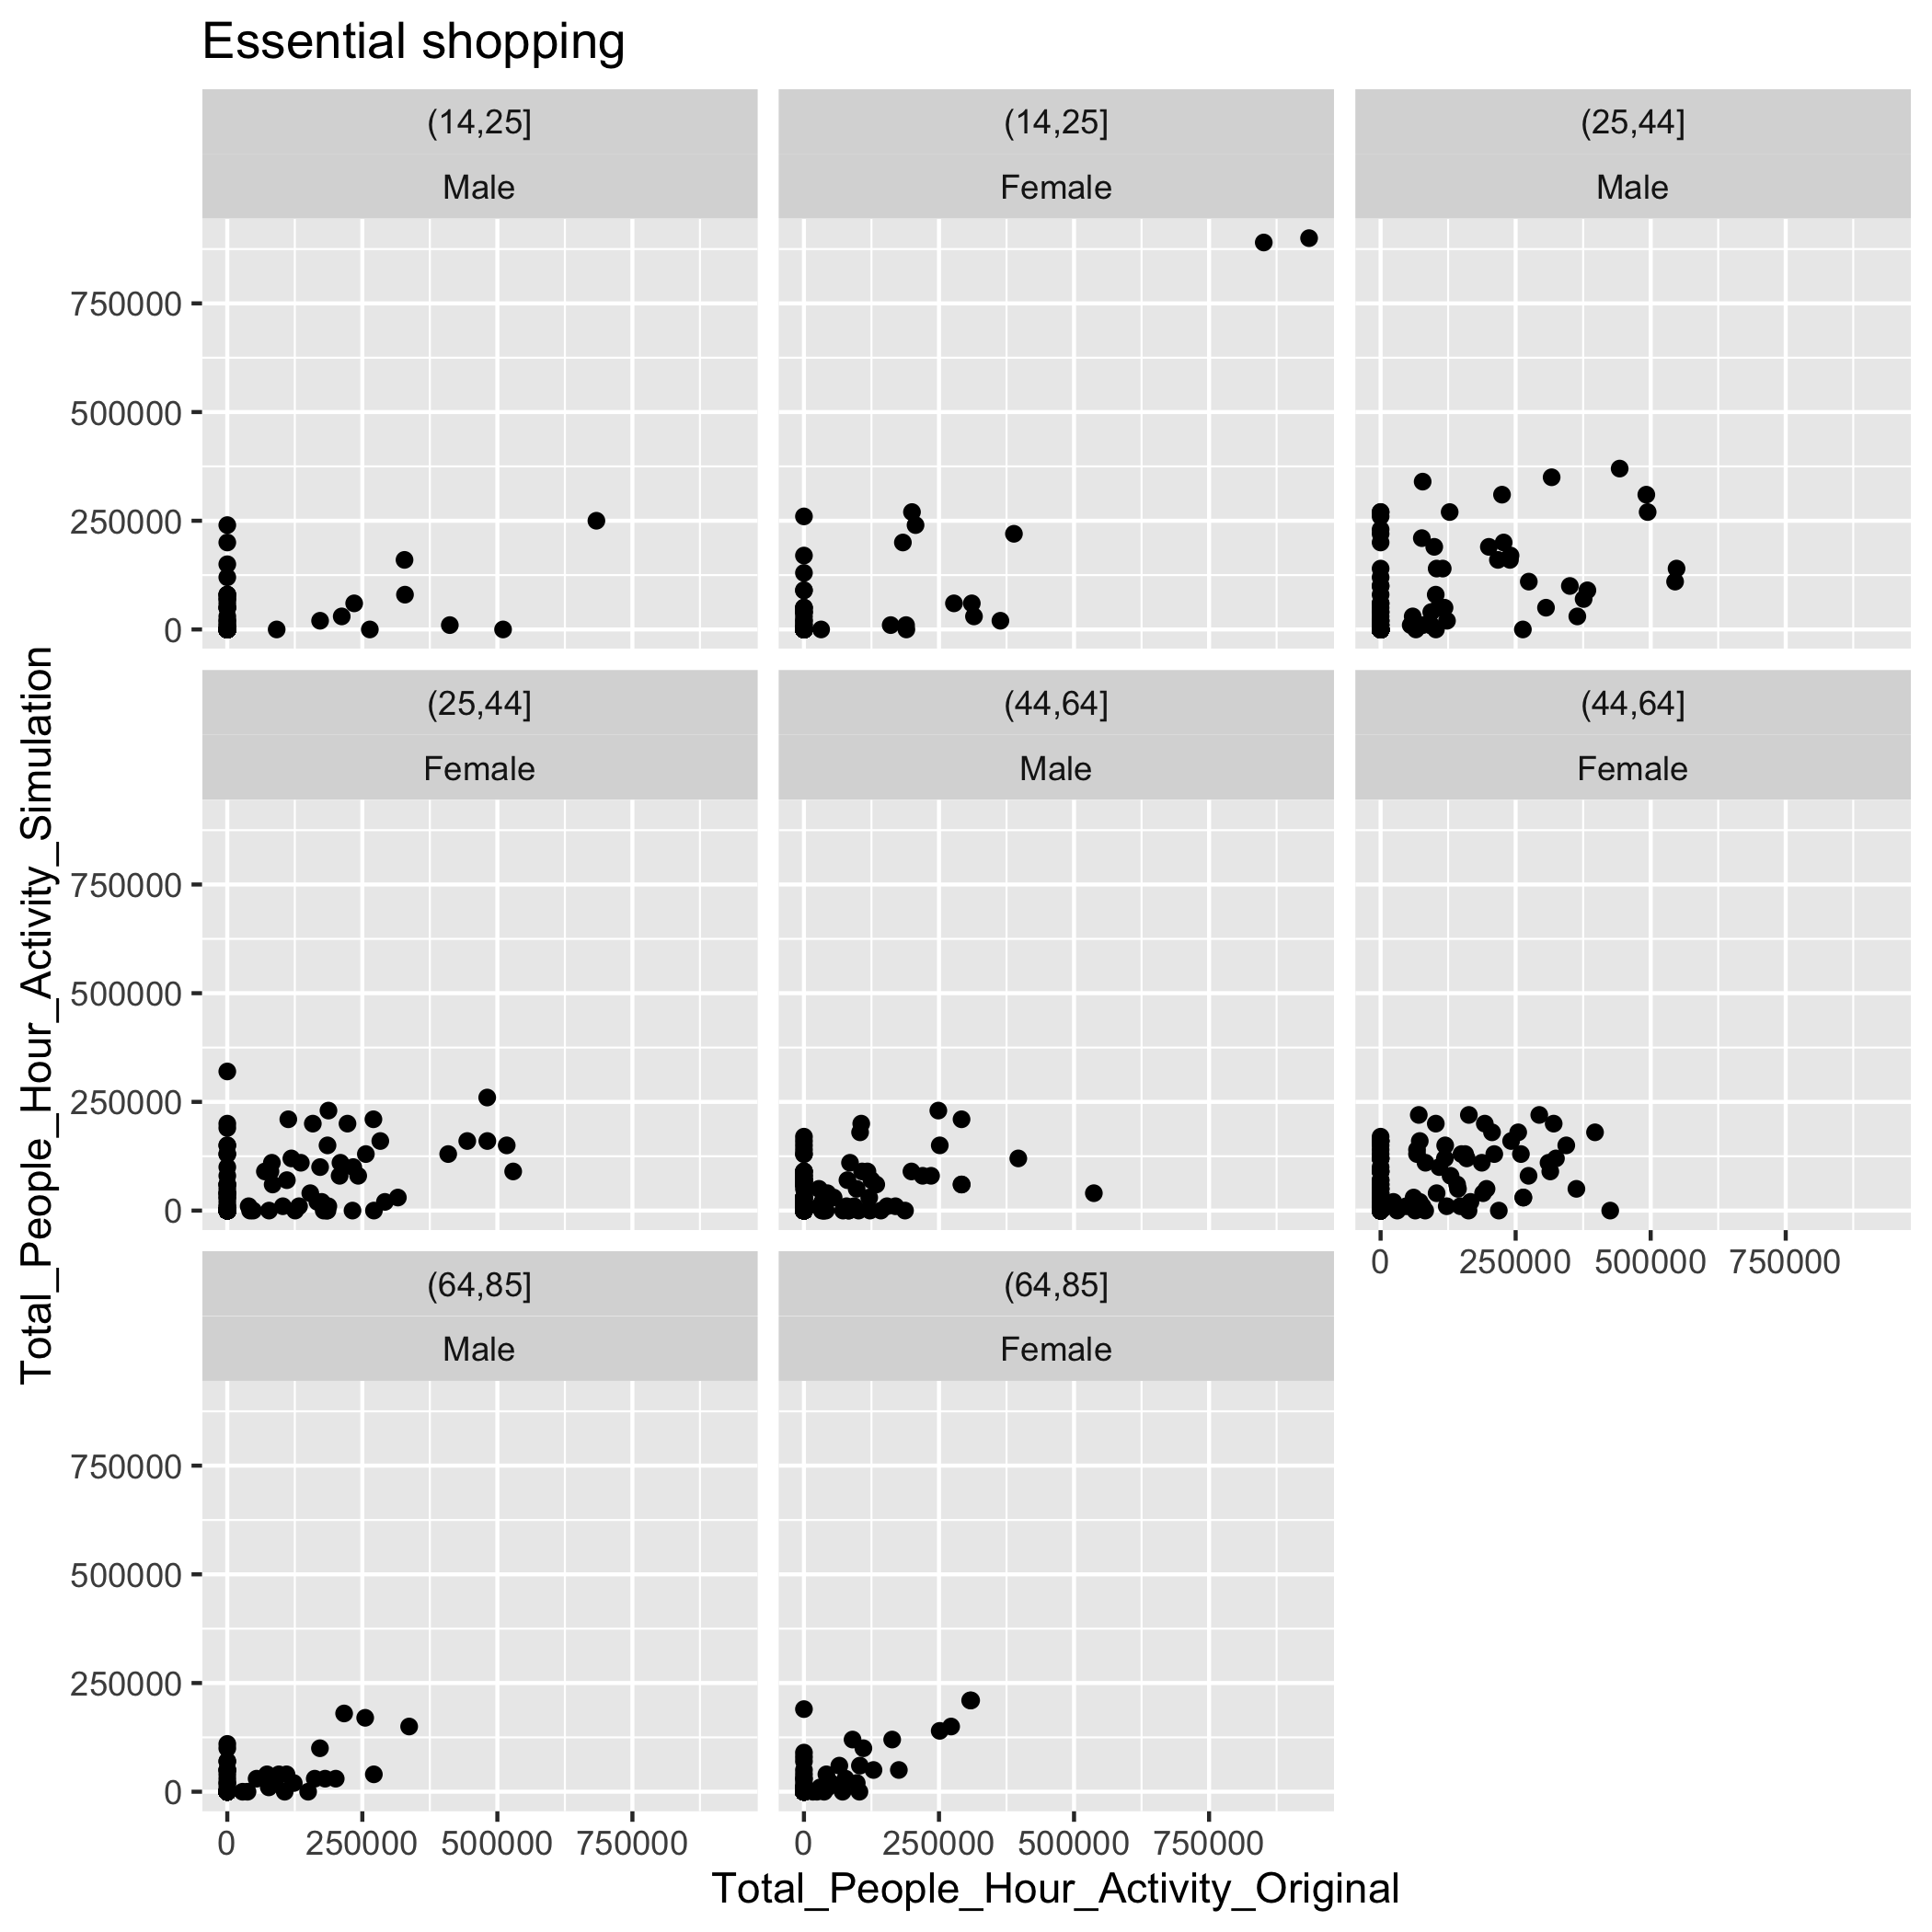 Essential shopping
(14,25]
Male
(14,25]
Female
(25,44]
Male
750000
500000
250000
0
(25,44]
Female
(44,64]
Male
(44,64]
Female
750000
500000
250000
0
0
250000
500000
750000
(64,85]
Male
(64,85]
Female
750000
500000
250000
0
0
250000
500000
750000
0
250000
500000
750000
Total_People_Hour_Activity_Original
Total_People_Hour_Activity_Simulation